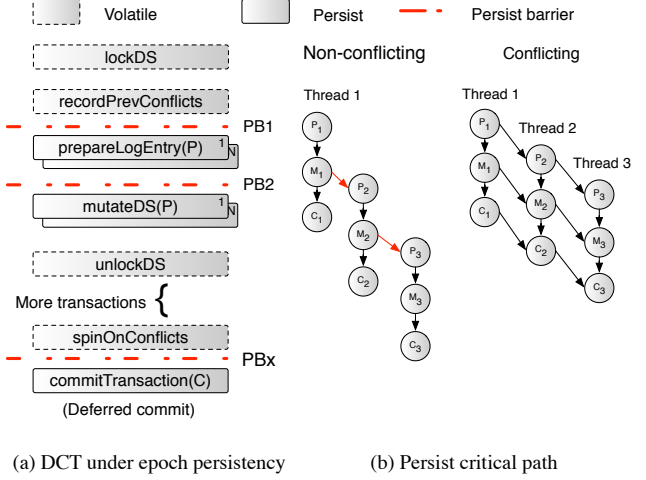 Volatile
Persist
Persist barrier
lockDS
recordPrevConflicts
PB1
prepareLogEntry(P)
1
N
PB2
mutateDS(P)
1
N
unlockDS
More transactions {
spinOnConflicts
PBx
commitTransaction(C)
(Deferred commit)
(a) DCT under epoch persistency
Non-conflicting
Thread 1
P1
M1
C1
P2
M2
C2
P3
M3
C3
Conflicting
Thread 1
Thread 2
Thread 3
P1
M1
C1
P2
M2
C2
P3
M3
C3
(b) Persist critical path